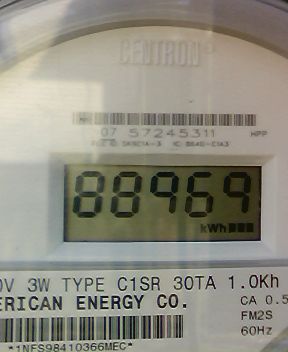 CENTRON
07 57245311 HPP
88969
kWh
0V 3W TYPE C1SR 30TA 1.0Kh
ERICAN ENERGY CO.
CA 0.5
FM2S
60Hz
*1NFS98410366MEC*